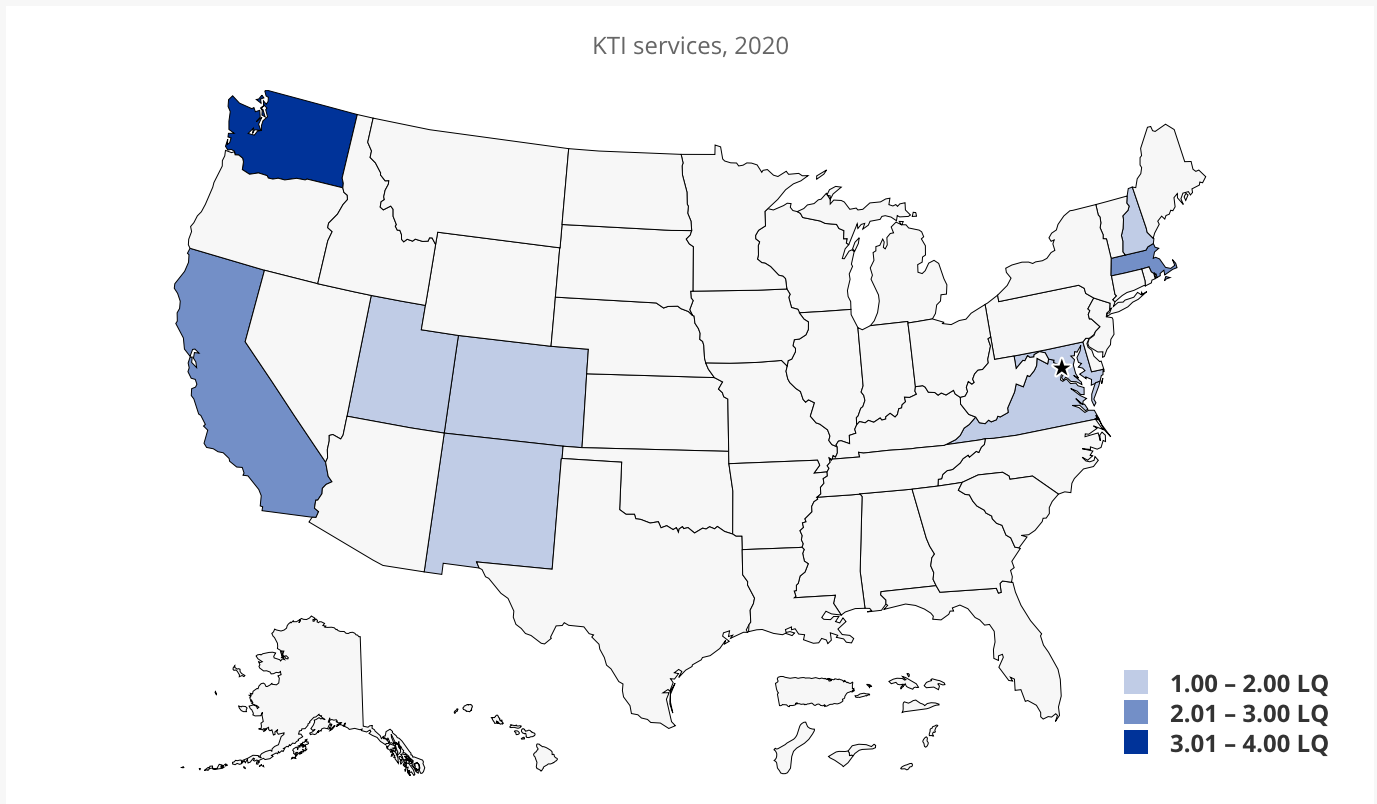 KTI services, 2020
1.00 – 2.00 LQ
2.01 – 3.00 LQ
3.01 – 4.00 LQ